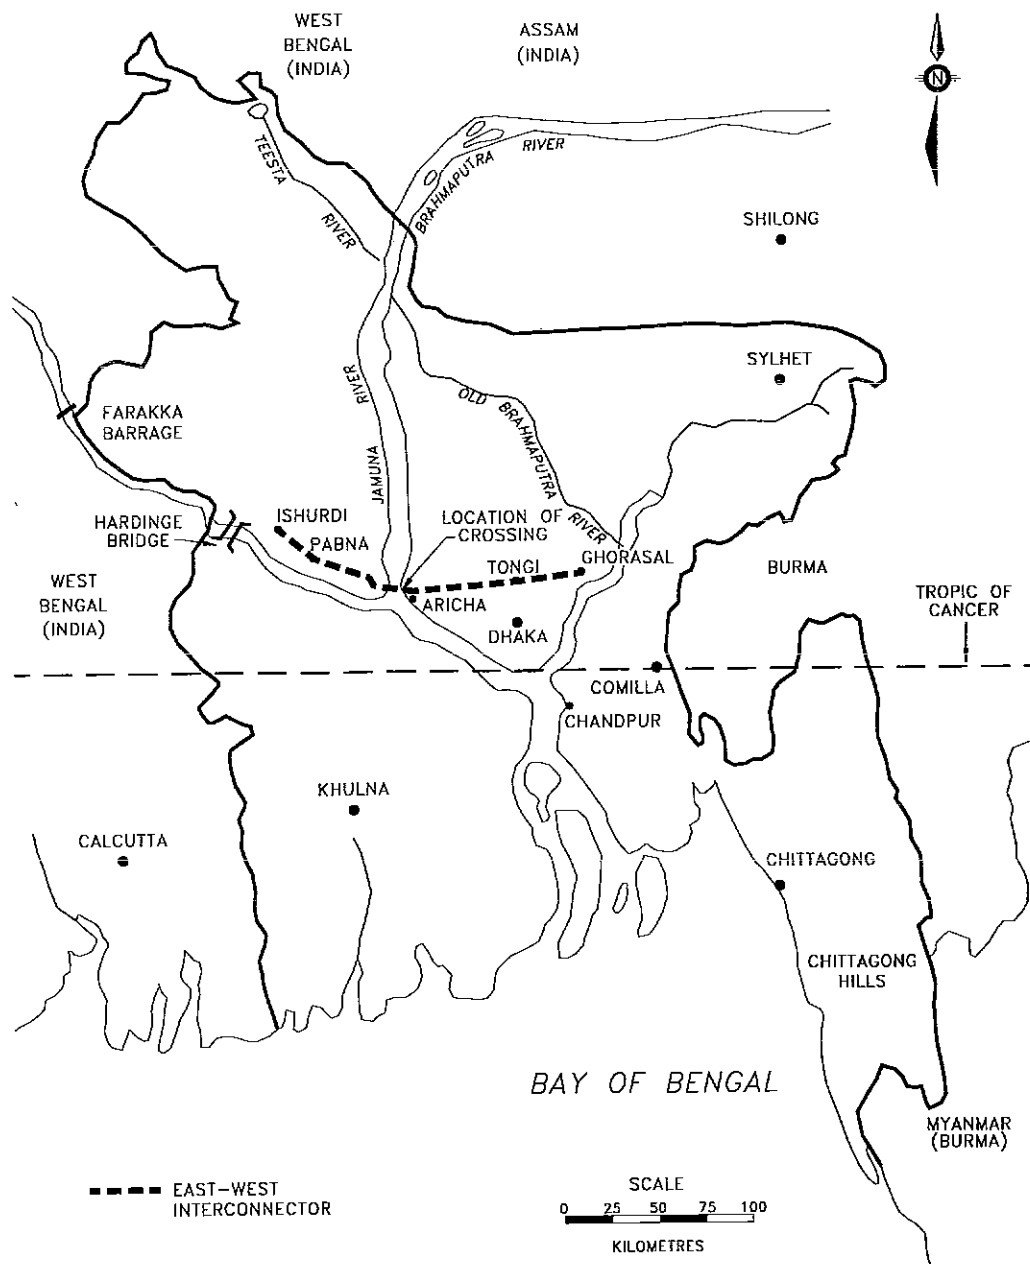 WEST
BENGAL
(INDIA)
ASSAM
(INDIA)
N
TEESTA
RIVER
BRAHMAPUTRA
RIVER
SHILONG
SYLHET
RIVER
JAMUNA
OLD BRAHMAPUTRA
RIVER
FARAKKA
BARRAGE
HARDINGE
BRIDGE
ISHURDI
PABNA
LOCATION OF
CROSSING
TONGI
GHORASAL
ARICHA
DHAKA
BURMA
WEST
BENGAL
(INDIA)
TROPIC OF
CANCER
COMILLA
CHANDPUR
KHULNA
CALCUTTA
CHITTAGONG
CHITTAGONG
HILLS
BAY OF BENGAL
MYANMAR
(BURMA)
EAST-WEST
INTERCONNECTOR
SCALE
0 25 50 75 100
KILOMETRES